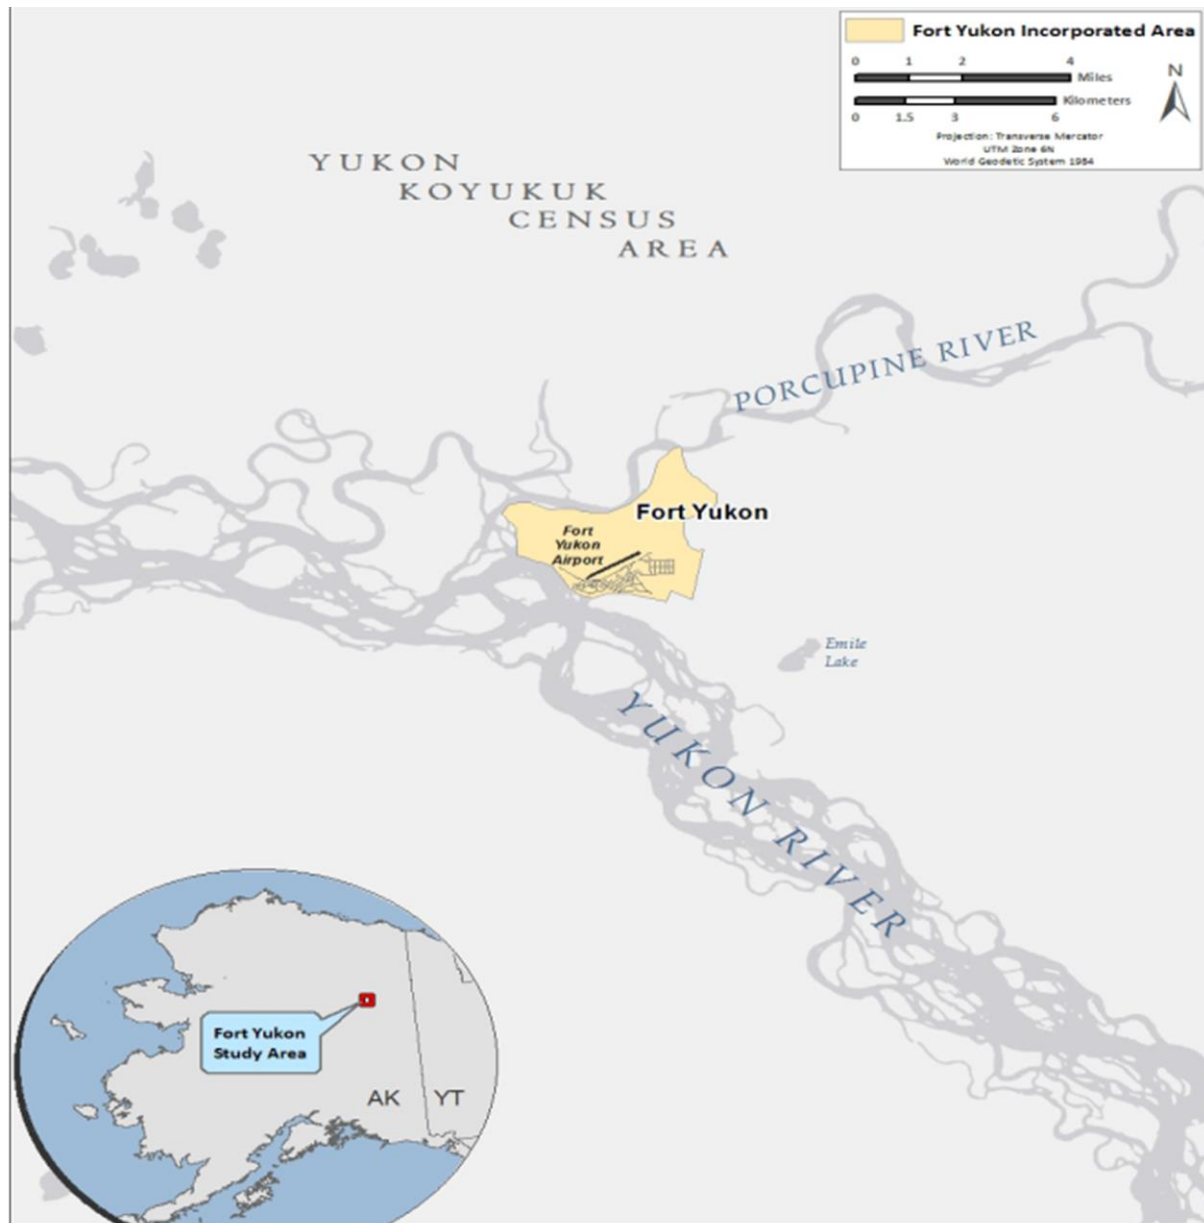 Fort Yukon Incorporated Area
0 1 2 4
Miles
Kilometers
0 1.5 3 6
N
Projection: Transverse Mercator
UTM Zone 6N
World Geodetic System 1984
YUKON
KOYUKUK
CENSUS
AREA
PORCUPINE RIVER
Fort Yukon
Fort
Yukon
Airport
Emile
Lake
YUKON RIVER
Fort Yukon
Study Area
AK YT